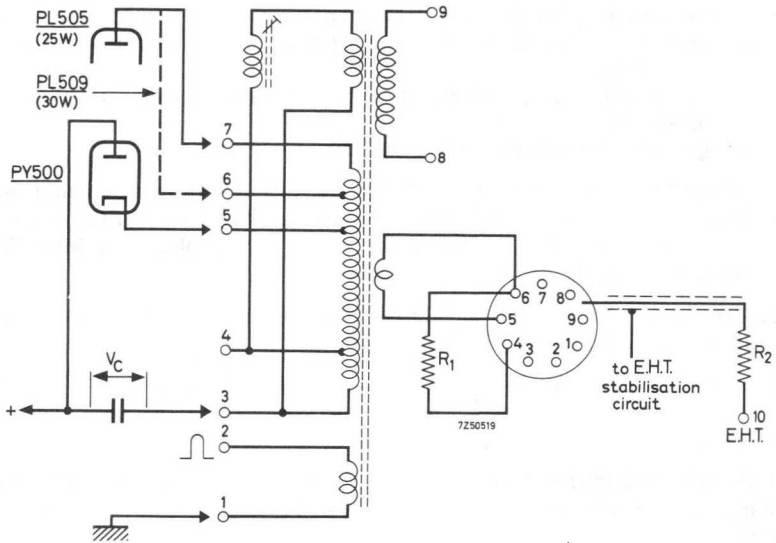 PL505
(25W)
PL509
(30W)
PY500
9
8
7
6
5
4
3
2
1
V_C
+
R₁
6
7
8
5
9
4
3
2
1
R₂
to E.H.T.
stabilisation
circuit
7Z50519
10
E.H.T.